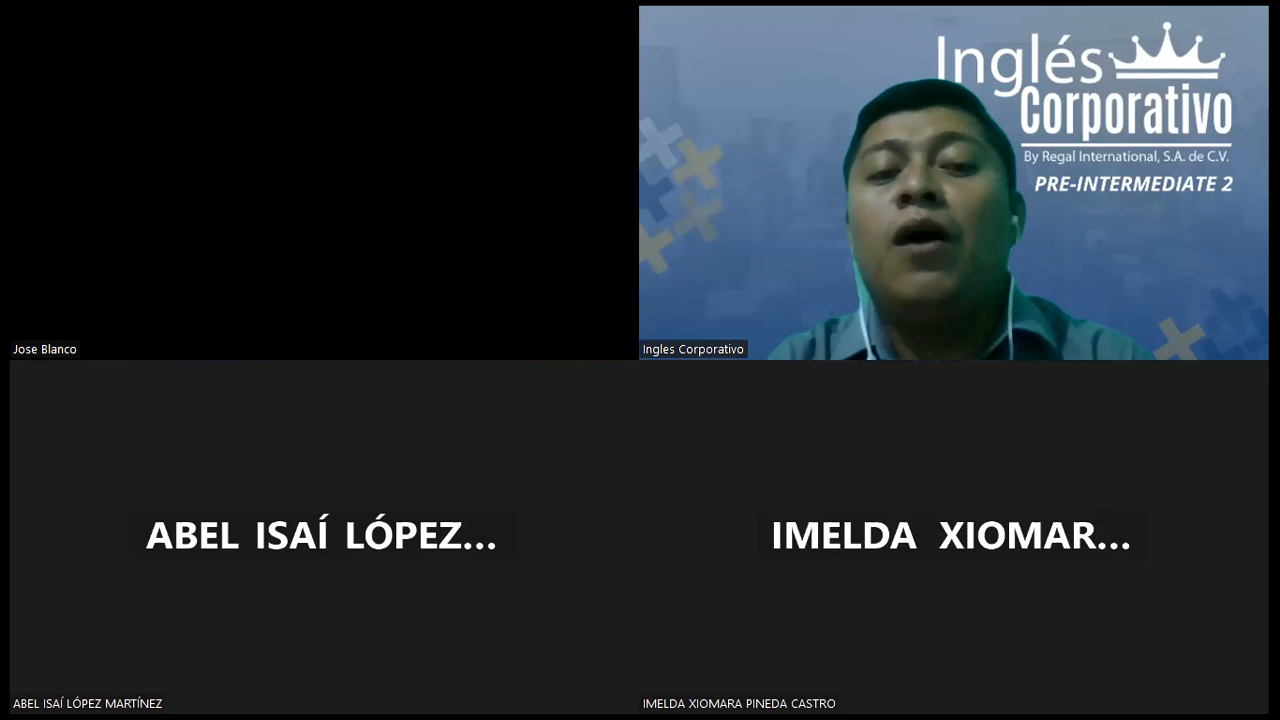 Inglés
Corporativo
By Regal International, S.A. de C.V.
PRE-INTERMEDIATE 2
Jose Blanco
Ingles Corporativo
ABEL ISAÍ LÓPEZ...
IMELDA XIOMAR...
ABEL ISAÍ LÓPEZ MARTÍNEZ
IMELDA XIOMARA PINEDA CASTRO